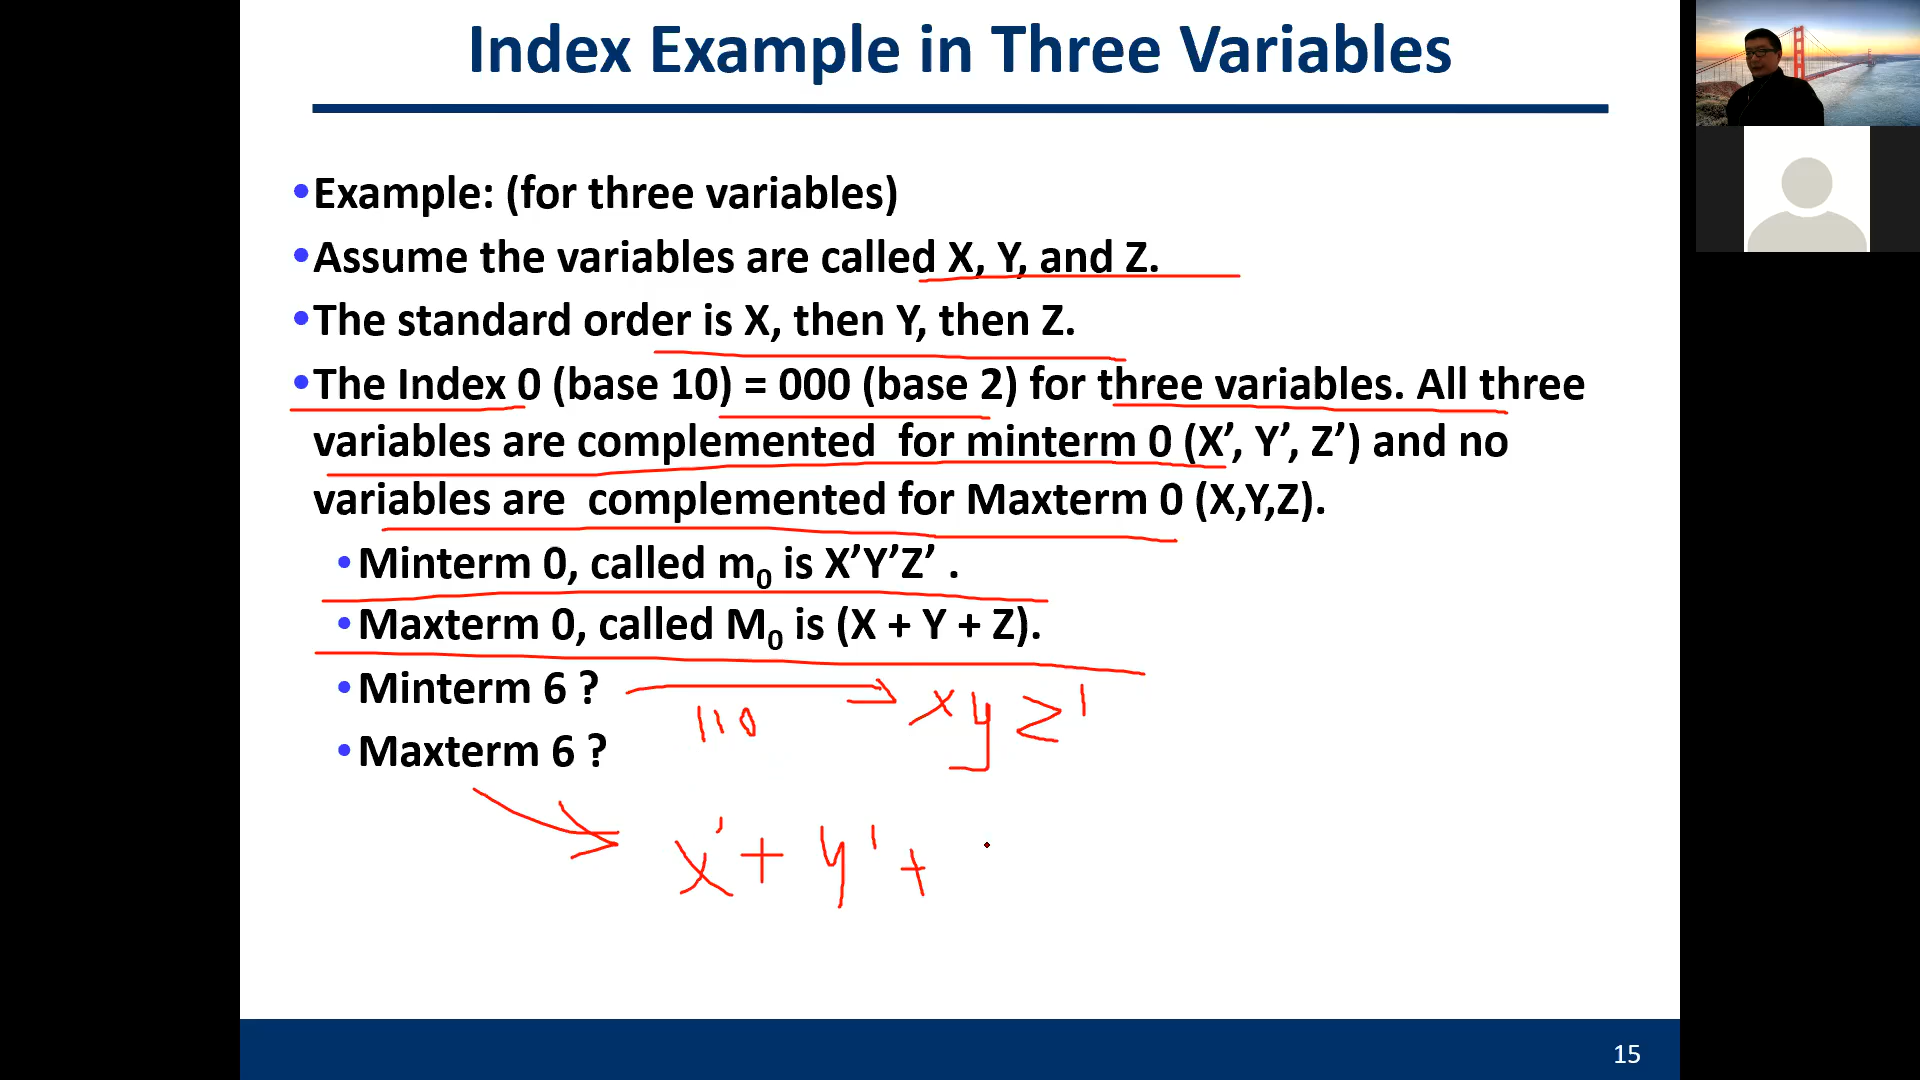 Index Example in Three Variables
•Example: (for three variables)
•Assume the variables are called X, Y, and Z.
•The standard order is X, then Y, then Z.
•The Index 0 (base 10) = 000 (base 2) for three variables. All three
variables are complemented  for minterm 0 (X’, Y’, Z’) and no
variables are  complemented for Maxterm 0 (X,Y,Z).
•Minterm 0, called m₀ is X’Y’Z’ .
•Maxterm 0, called M₀ is (X + Y + Z).
•Minterm 6 ?
110
x y z'
•Maxterm 6 ?
x' + y' +
15